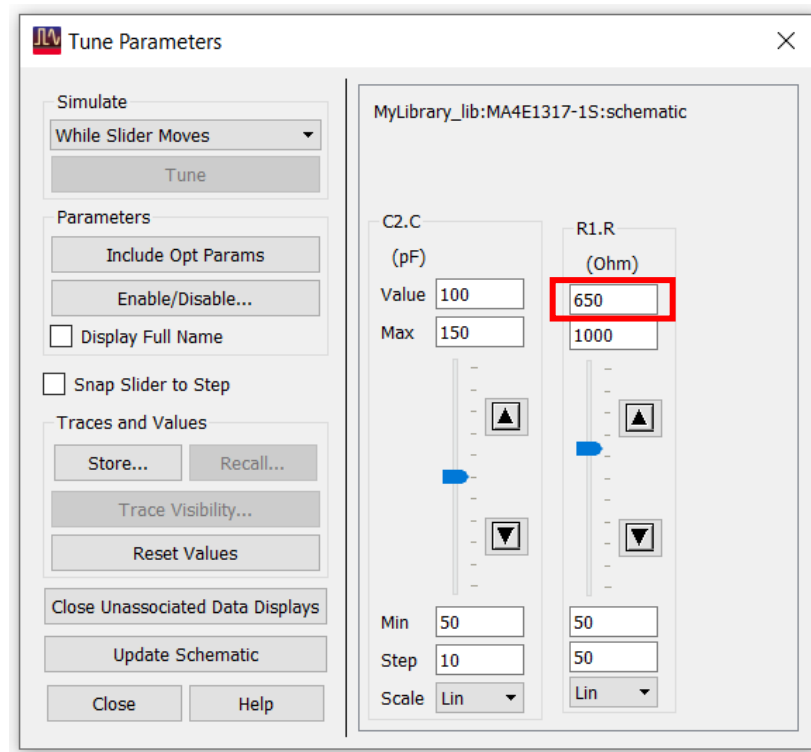 Tune Parameters
Simulate
While Slider Moves
Tune
Parameters
Include Opt Params
Enable/Disable...
Display Full Name
Snap Slider to Step
Traces and Values
Store... Recall...
Trace Visibility...
Reset Values
Close Unassociated Data Displays
Update Schematic
Close Help
MyLibrary_lib:MA4E1317-1S:schematic
C2.C R1.R
(pF) (Ohm)
Value 100 650
Max 150 1000
Min 50 50
Step 10 50
Scale Lin Lin